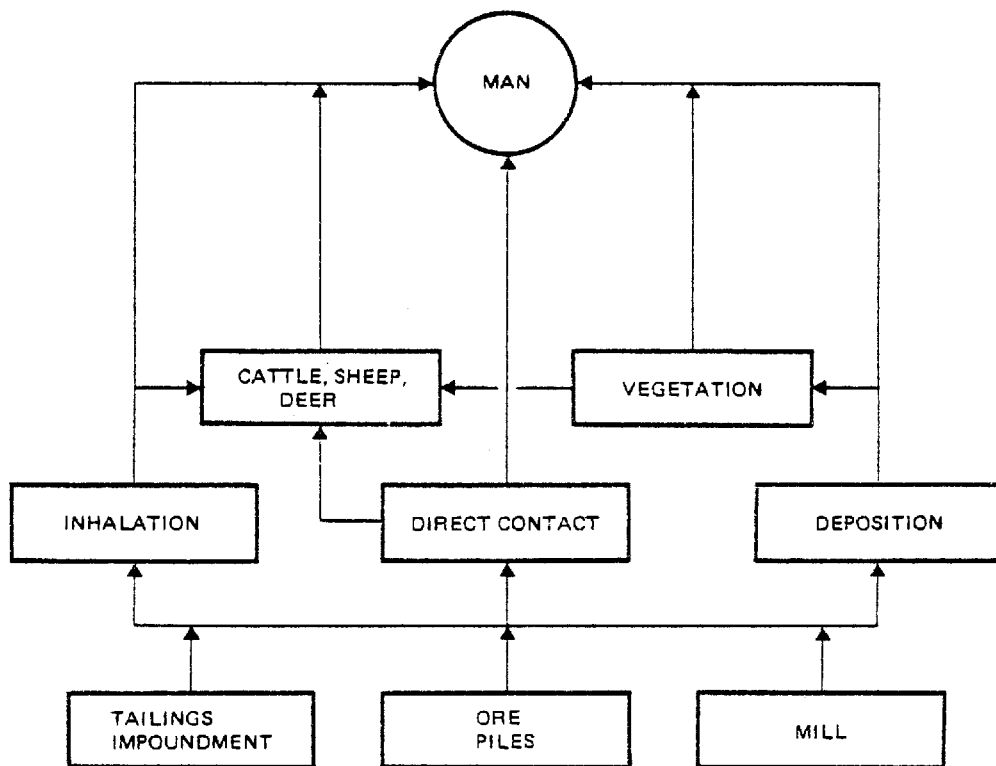 MAN
CATTLE, SHEEP,
DEER
VEGETATION
INHALATION
DIRECT CONTACT
DEPOSITION
TAILINGS
IMPOUNDMENT
ORE
PILES
MILL